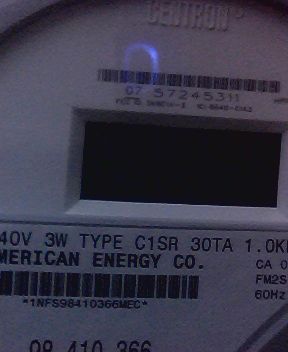 CENTRON
07 57245311
40V 3W TYPE C1SR 30TA 1.0K
MERICAN ENERGY CO.
CA 0
FM2S
60Hz
*1NFS98410366MEC*
98 410 366